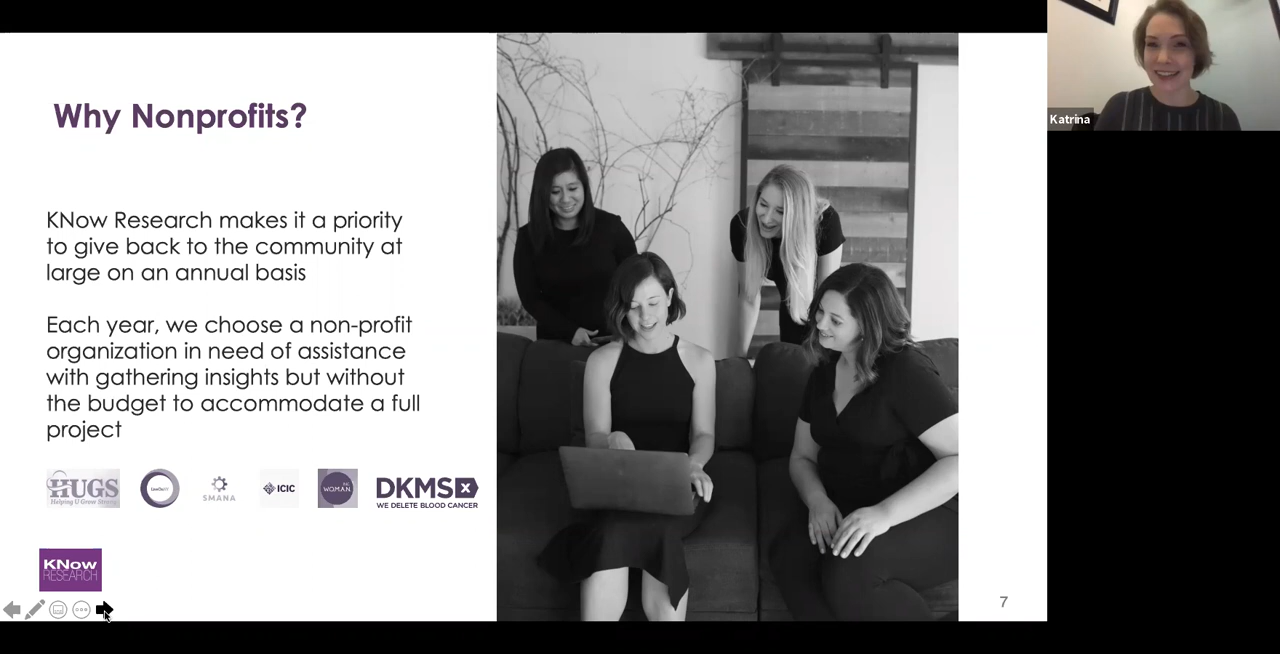 Why Nonprofits?
Katrina
KNow Research makes it a priority
to give back to the community at
large on an annual basis
Each year, we choose a non-profit
organization in need of assistance
with gathering insights but without
the budget to accommodate a full
project
HUGS
Helping U Grow Strong
SMANA
ICIC
WOMAN
DKMS
WE DELETE BLOOD CANCER
KNow
RESEARCH
7